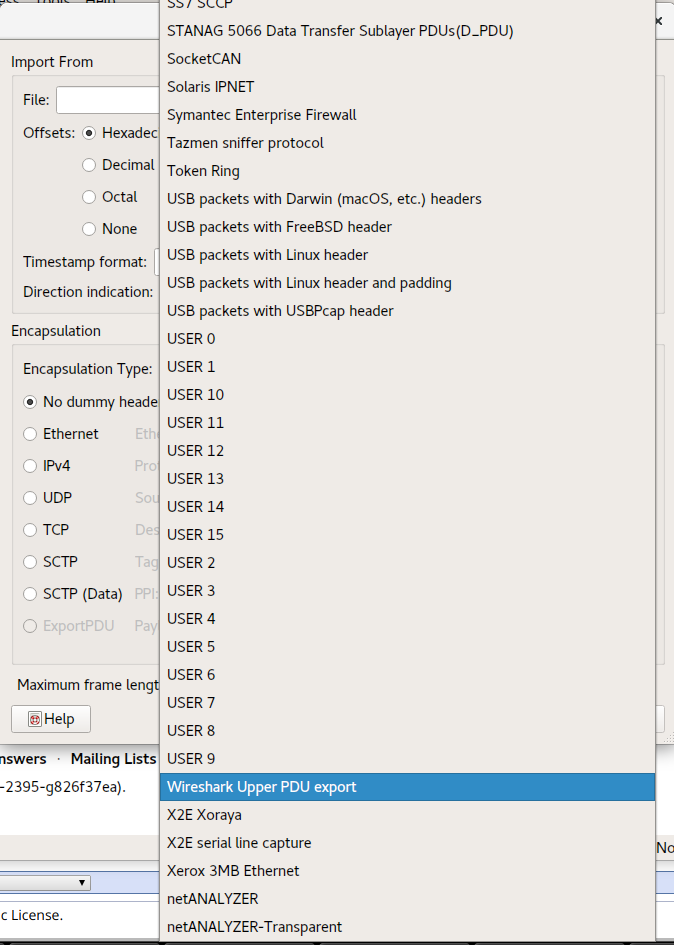 Tools Help
SS7 SCCP
STANAG 5066 Data Transfer Sublayer PDUs(D_PDU)
Import From
SocketCAN
Solaris IPNET
File:
Symantec Enterprise Firewall
Offsets:
Hexadec
Tazmen sniffer protocol
Decimal
Token Ring
Octal
USB packets with Darwin (macOS, etc.) headers
None
USB packets with FreeBSD header
USB packets with Linux header
Timestamp format:
USB packets with Linux header and padding
Direction indication:
USB packets with USBPcap header
Encapsulation
USER 0
Encapsulation Type:
USER 1
No dummy heade
USER 10
USER 11
Ethernet
Ethe
USER 12
IPv4
Prot
USER 13
UDP
Sou
USER 14
TCP
Des
USER 15
SCTP
Tag
USER 2
SCTP (Data)
PPI:
USER 3
ExportPDU
Pay
USER 4
USER 5
USER 6
Maximum frame lengt
USER 7
Help
USER 8
USER 9
nswers · Mailing Lists
Wireshark Upper PDU export
-2395-g826f37ea).
X2E Xoraya
X2E serial line capture
No
Xerox 3MB Ethernet
netANALYZER
c License.
netANALYZER-Transparent